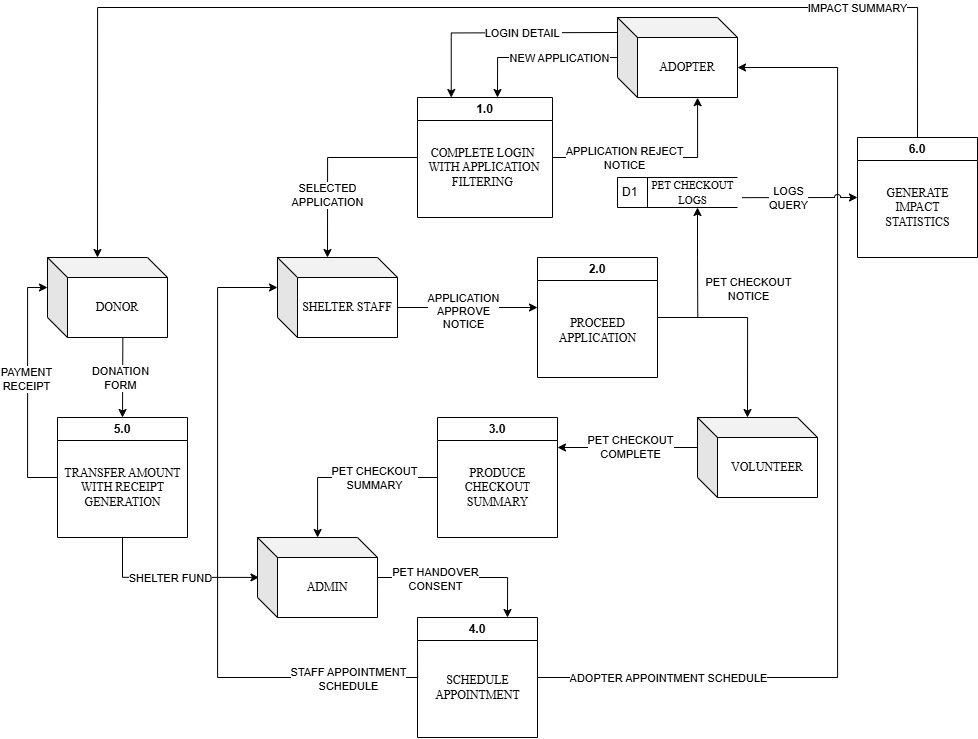 IMPACT SUMMARY
LOGIN DETAIL
NEW APPLICATION
ADOPTER
1.0
COMPLETE LOGIN
WITH APPLICATION
FILTERING
APPLICATION REJECT
NOTICE
6.0
GENERATE
IMPACT
STATISTICS
SELECTED
APPLICATION
D1
PET CHECKOUT
LOGS
LOGS
QUERY
DONOR
SHELTER STAFF
APPLICATION
APPROVE
NOTICE
2.0
PROCEED
APPLICATION
PET CHECKOUT
NOTICE
PAYMENT
RECEIPT
DONATION
FORM
5.0
TRANSFER AMOUNT
WITH RECEIPT
GENERATION
PET CHECKOUT
SUMMARY
3.0
PRODUCE
CHECKOUT
SUMMARY
PET CHECKOUT
COMPLETE
VOLUNTEER
SHELTER FUND
ADMIN
PET HANDOVER
CONSENT
4.0
SCHEDULE
APPOINTMENT
STAFF APPOINTMENT
SCHEDULE
ADOPTER APPOINTMENT SCHEDULE